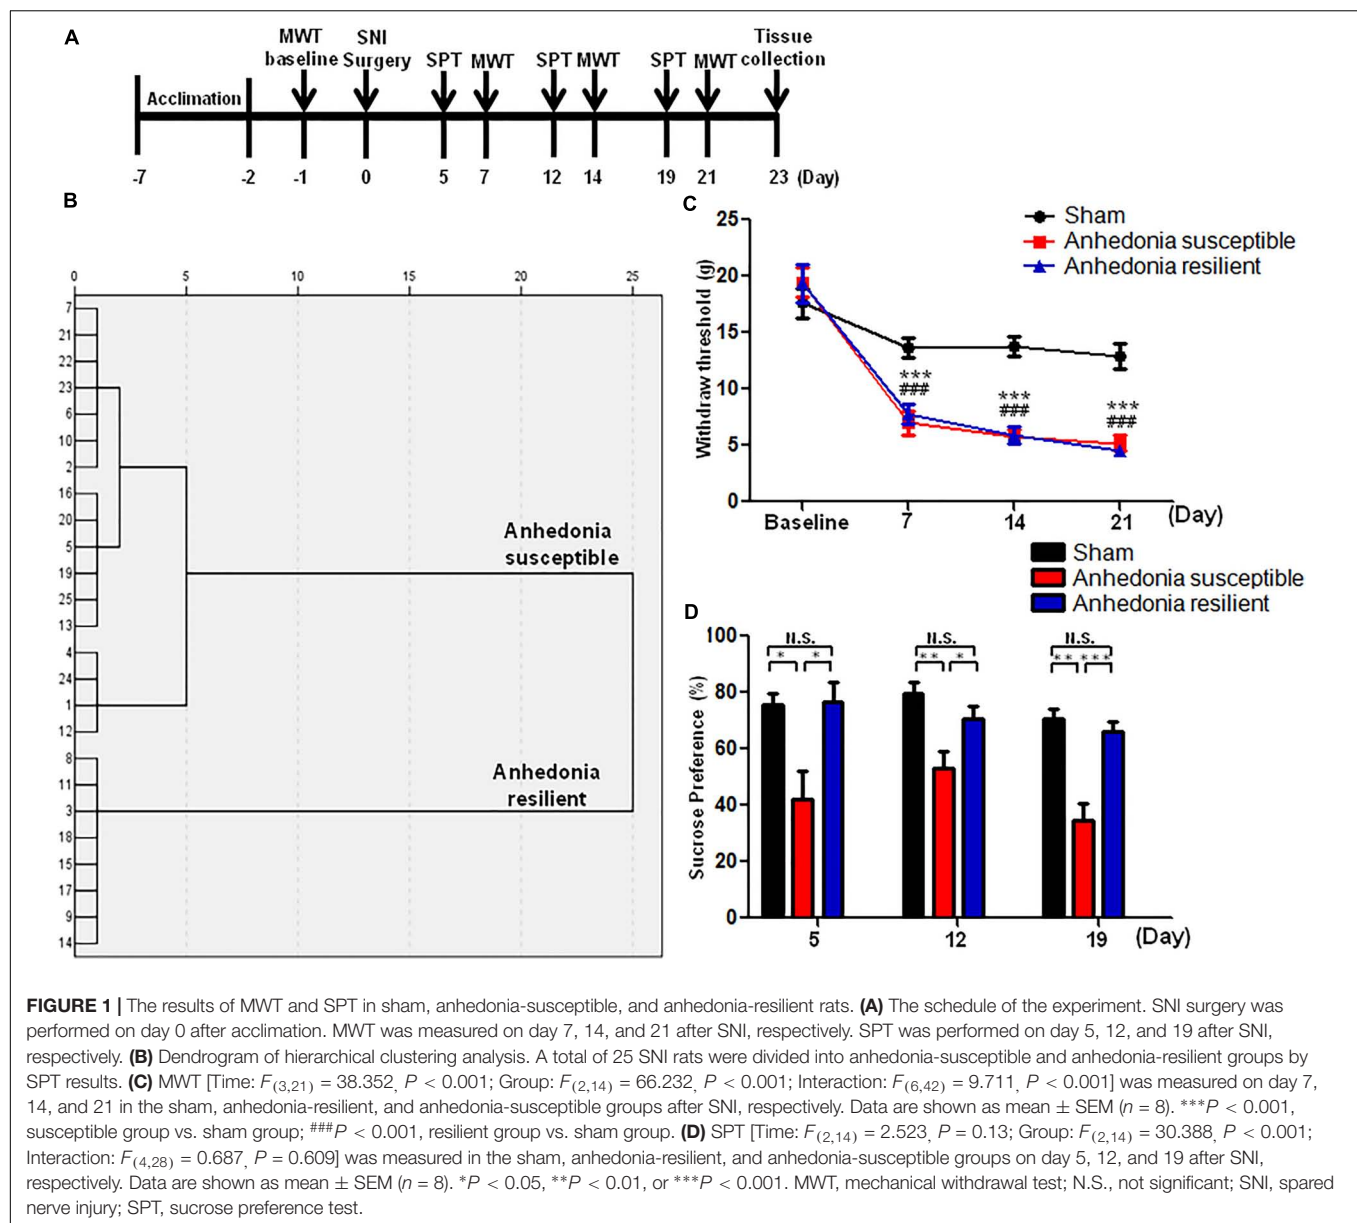 A
MWT baseline
SNI Surgery
SPT
MWT
SPT
MWT
SPT
MWT
Tissue collection
Acclimation
-7
-2
-1
0
5
7
12
14
19
21
23
(Day)
B
0
5
10
15
20
25
7
21
22
23
6
10
2
16
20
5
19
25
13
4
24
1
12
8
11
3
18
15
17
9
14
Anhedonia
susceptible
Anhedonia
resilient
C
Sham
Anhedonia susceptible
Anhedonia resilient
Withdraw threshold (g)
25
20
15
10
5
0
***
###
***
###
***
###
Baseline
7
14
21
(Day)
Sham
Anhedonia susceptible
Anhedonia resilient
D
Sucrose Preference (%)
100
80
60
40
20
0
N.S.
* *
N.S.
** *
N.S.
** ***
5
12
19
(Day)
FIGURE 1 | The results of MWT and SPT in sham, anhedonia-susceptible, and anhedonia-resilient rats. (A) The schedule of the experiment. SNI surgery was
performed on day 0 after acclimation. MWT was measured on day 7, 14, and 21 after SNI, respectively. SPT was performed on day 5, 12, and 19 after SNI,
respectively. (B) Dendrogram of hierarchical clustering analysis. A total of 25 SNI rats were divided into anhedonia-susceptible and anhedonia-resilient groups by
SPT results. (C) MWT [Time: F(3,21) = 38.352, P < 0.001; Group: F(2,14) = 66.232, P < 0.001; Interaction: F(6,42) = 9.711, P < 0.001] was measured on day 7,
14, and 21 in the sham, anhedonia-resilient, and anhedonia-susceptible groups after SNI, respectively. Data are shown as mean ± SEM (n = 8). ***P < 0.001,
susceptible group vs. sham group; ###P < 0.001, resilient group vs. sham group. (D) SPT [Time: F(2,14) = 2.523, P = 0.13; Group: F(2,14) = 30.388, P < 0.001;
Interaction: F(4,28) = 0.687, P = 0.609] was measured in the sham, anhedonia-resilient, and anhedonia-susceptible groups on day 5, 12, and 19 after SNI,
respectively. Data are shown as mean ± SEM (n = 8). *P < 0.05, **P < 0.01, or ***P < 0.001. MWT, mechanical withdrawal test; N.S., not significant; SNI, spared
nerve injury; SPT, sucrose preference test.